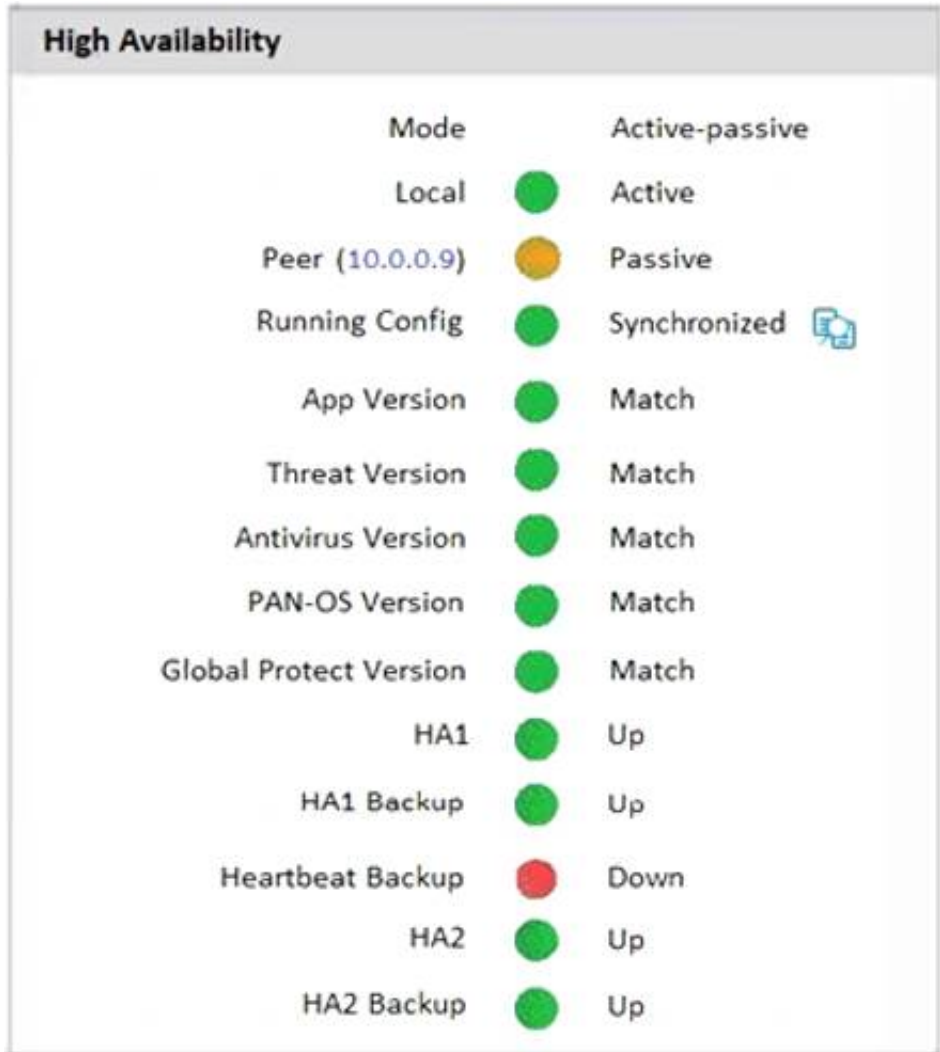 High Availability
Mode Active-passive
Local Active
Peer (10.0.0.9) Passive
Running Config Synchronized
App Version Match
Threat Version Match
Antivirus Version Match
PAN-OS Version Match
Global Protect Version Match
HA1 Up
HA1 Backup Up
Heartbeat Backup Down
HA2 Up
HA2 Backup Up